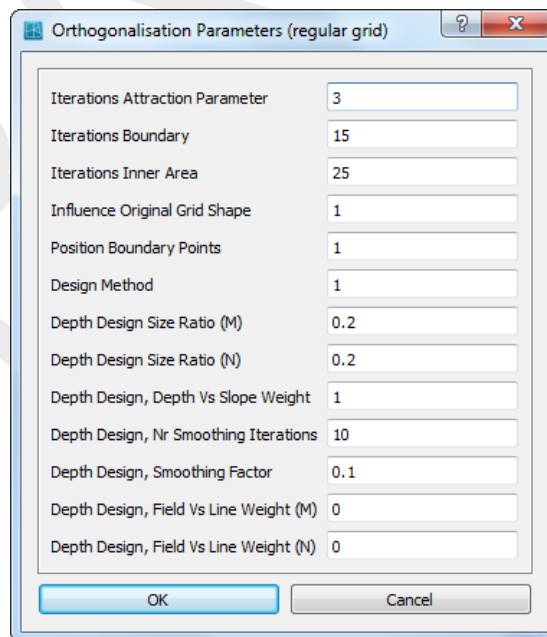 Orthogonalisation Parameters (regular grid)
Iterations Attraction Parameter 3
Iterations Boundary 15
Iterations Inner Area 25
Influence Original Grid Shape 1
Position Boundary Points 1
Design Method 1
Depth Design Size Ratio (M) 0.2
Depth Design Size Ratio (N) 0.2
Depth Design, Depth Vs Slope Weight 1
Depth Design, Nr Smoothing Iterations 10
Depth Design, Smoothing Factor 0.1
Depth Design, Field Vs Line Weight (M) 0
Depth Design, Field Vs Line Weight (N) 0
OK Cancel